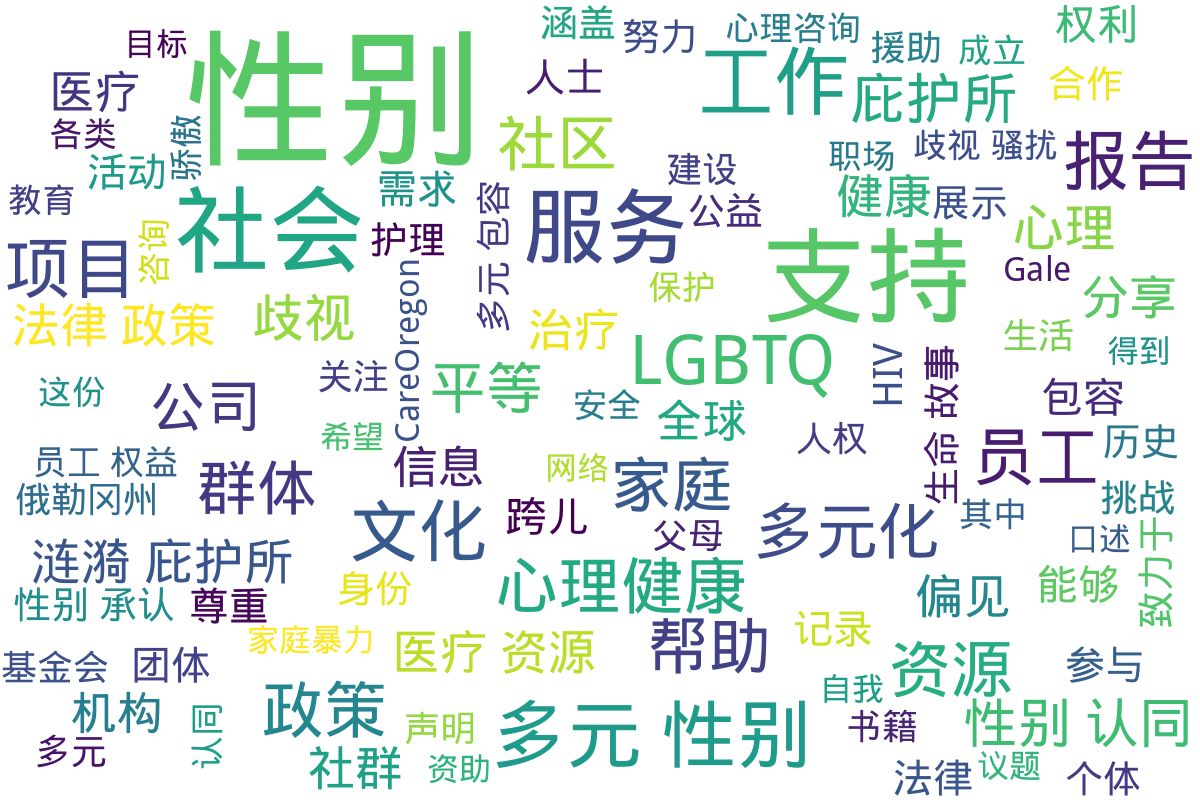 性别
支持
社会
服务
工作
LGBTQ
报告
员工
项目
心理健康
多元 性别
多元化
文化
家庭
帮助
政策
资源
群体
公司
庇护所
社区
平等
涟漪 庇护所
性别 认同
歧视
法律 政策
医疗 资源
健康
心理
治疗
全球
信息
跨儿
偏见
分享
包容
机构
社群
医疗
目标
各类
活动
骄傲
教育
咨询
需求
护理
涵盖
努力
人士
心理咨询
援助
成立
权利
合作
职场
歧视 骚扰
建设
公益
展示
多元 包容
CareOregon
保护
Gale
生活
得到
HIV
生命 故事
关注
安全
人权
历史
挑战
这份
希望
网络
员工 权益
俄勒冈州
父母
其中
口述
致力于
能够
性别 承认
尊重
身份
家庭暴力
记录
基金会
团体
多元
认同
声明
资助
自我
书籍
参与
法律
议题
个体